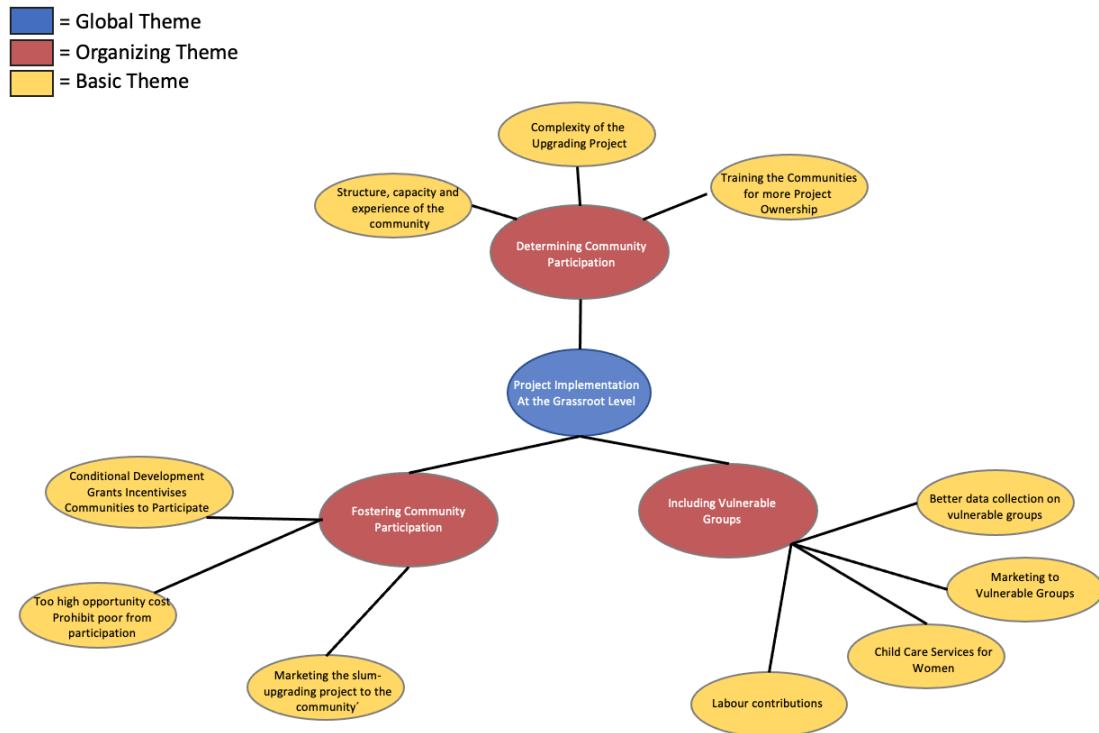 = Global Theme
= Organizing Theme
= Basic Theme
Complexity of the
Upgrading Project
Training the Communities
for more Project
Ownership
Structure, capacity and
experience of the
community
Determining Community
Participation
Project Implementation
At the Grassroot Level
Conditional Development
Grants Incentivises
Communities to Participate
Fostering Community
Participation
Including Vulnerable
Groups
Better data collection on
vulnerable groups
Too high opportunity cost
Prohibit poor from
participation
Marketing to
Vulnerable Groups
Child Care Services for
Women
Marketing the slum-
upgrading project to the
community´
Labour contributions